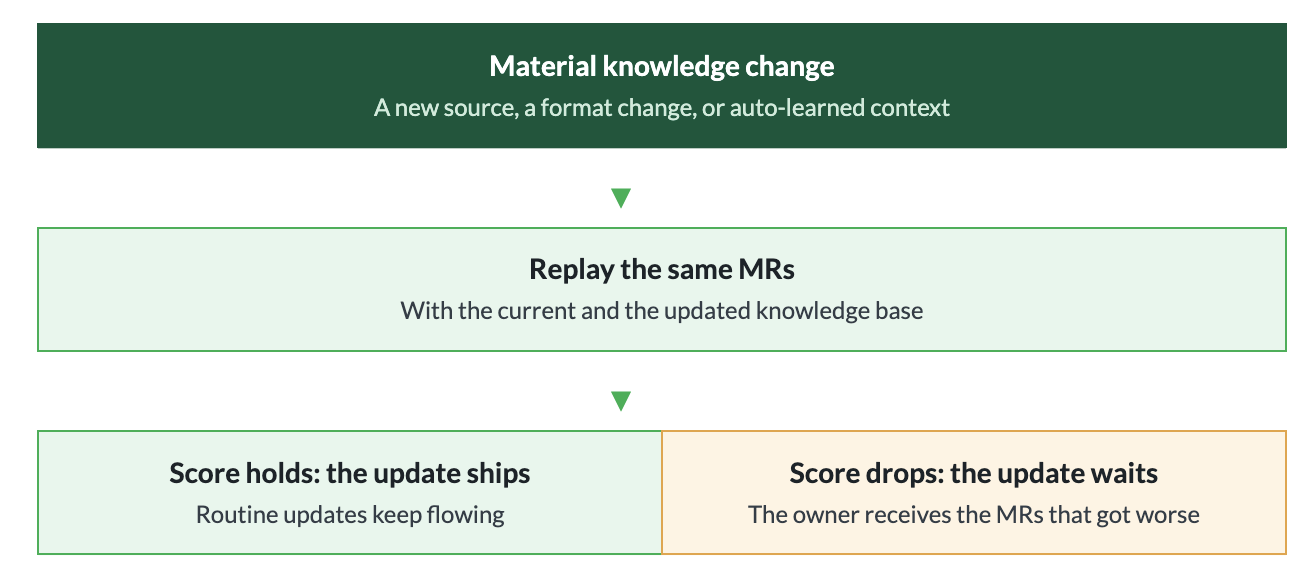 Material knowledge change
A new source, a format change, or auto-learned context
Replay the same MRs
With the current and the updated knowledge base
Score holds: the update ships
Routine updates keep flowing
Score drops: the update waits
The owner receives the MRs that got worse